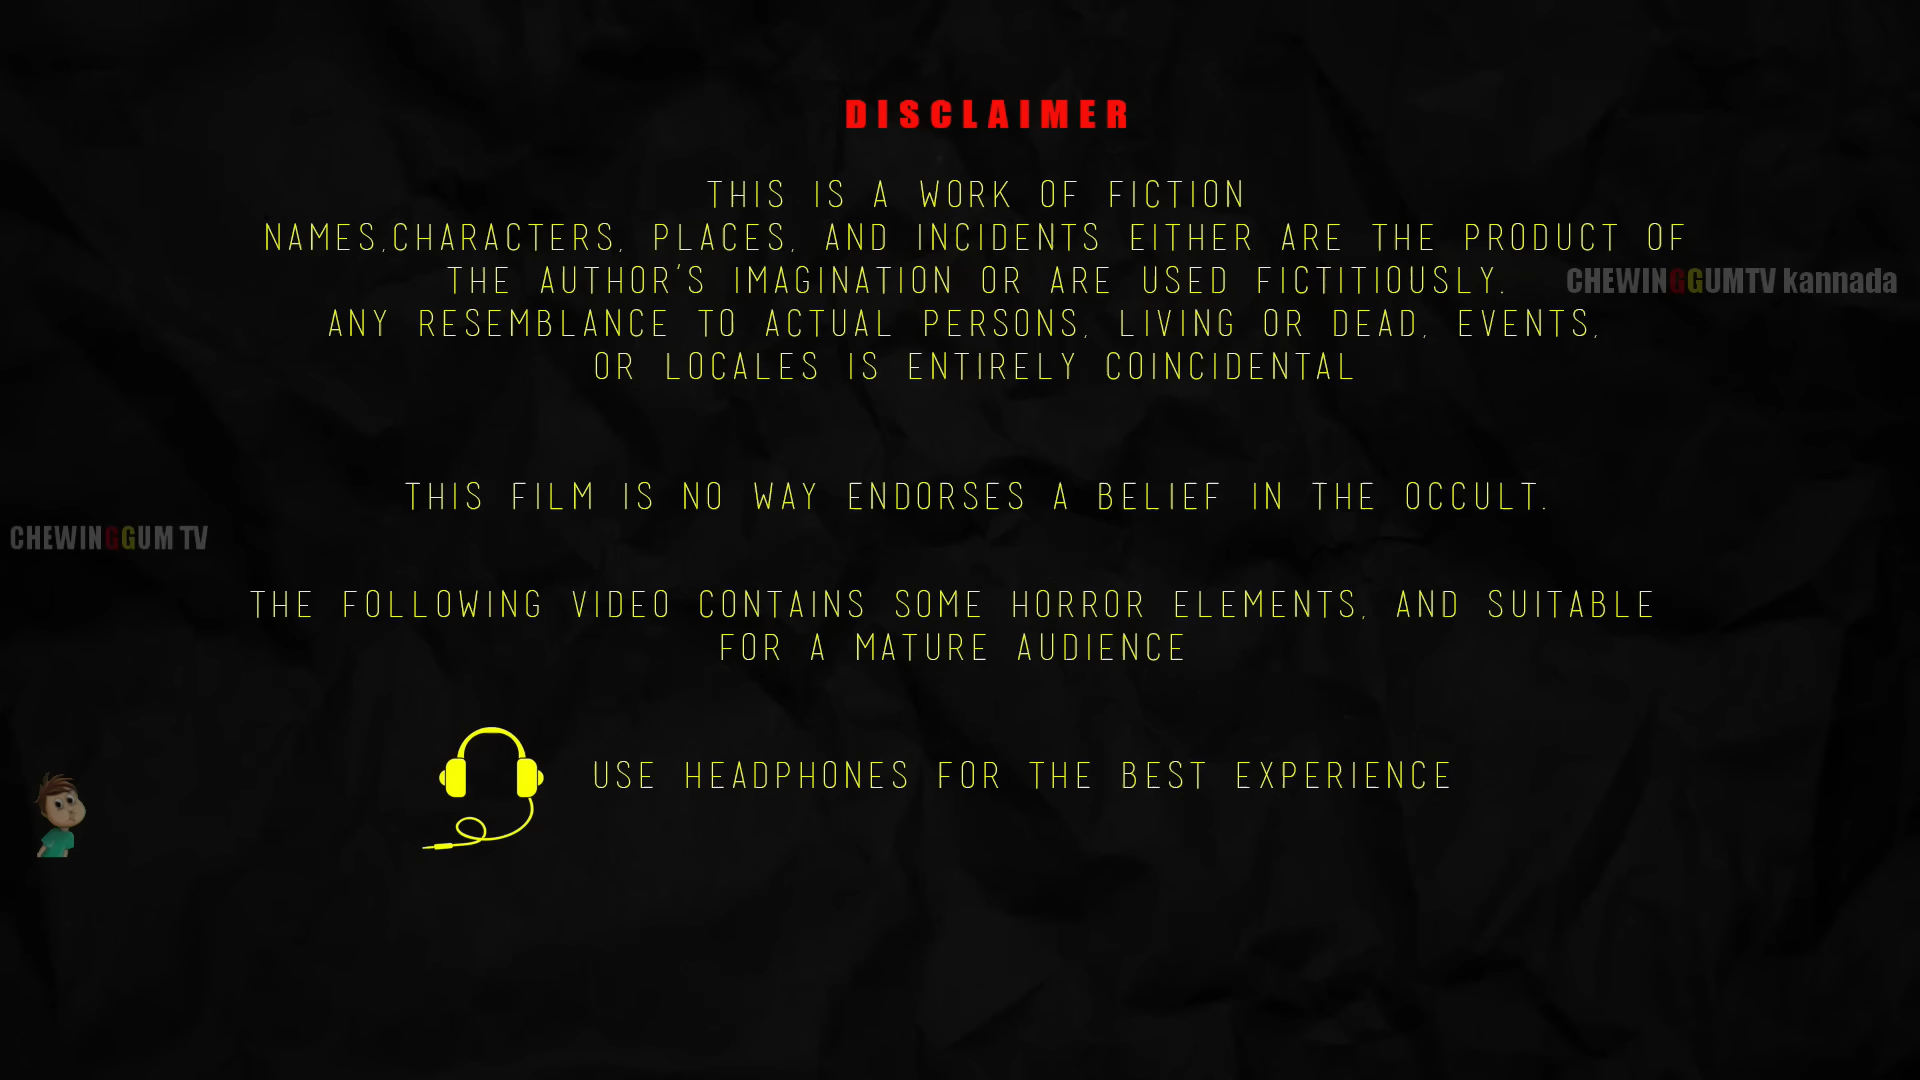 DISCLAIMER
THIS IS A WORK OF FICTION
NAMES,CHARACTERS, PLACES, AND INCIDENTS EITHER ARE THE PRODUCT OF
THE AUTHOR'S IMAGINATION OR ARE USED FICTITIOUSLY.
CHEWINGGUMTV kannada
ANY RESEMBLANCE TO ACTUAL PERSONS, LIVING OR DEAD, EVENTS,
OR LOCALES IS ENTIRELY COINCIDENTAL
THIS FILM IS NO WAY ENDORSES A BELIEF IN THE OCCULT.
CHEWINGGUM TV
THE FOLLOWING VIDEO CONTAINS SOME HORROR ELEMENTS, AND SUITABLE
FOR A MATURE AUDIENCE
USE HEADPHONES FOR THE BEST EXPERIENCE